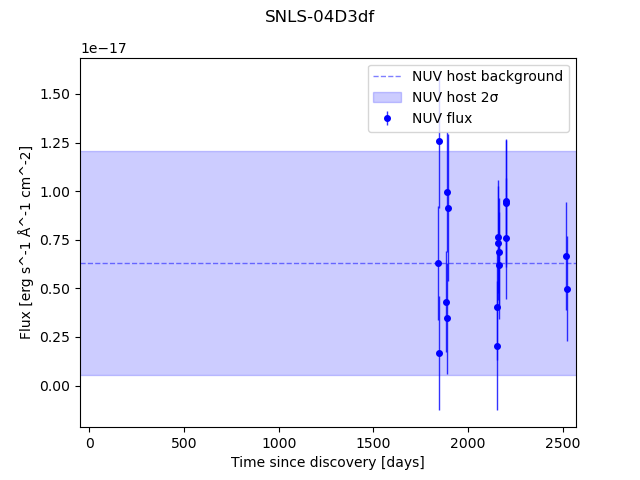 SNLS-04D3df
1e−17
NUV host background
NUV host 2σ
NUV flux
1.50
1.25
1.00
0.75
0.50
0.25
0.00
Flux [erg s^-1 Å^-1 cm^-2]
0
500
1000
1500
2000
2500
Time since discovery [days]